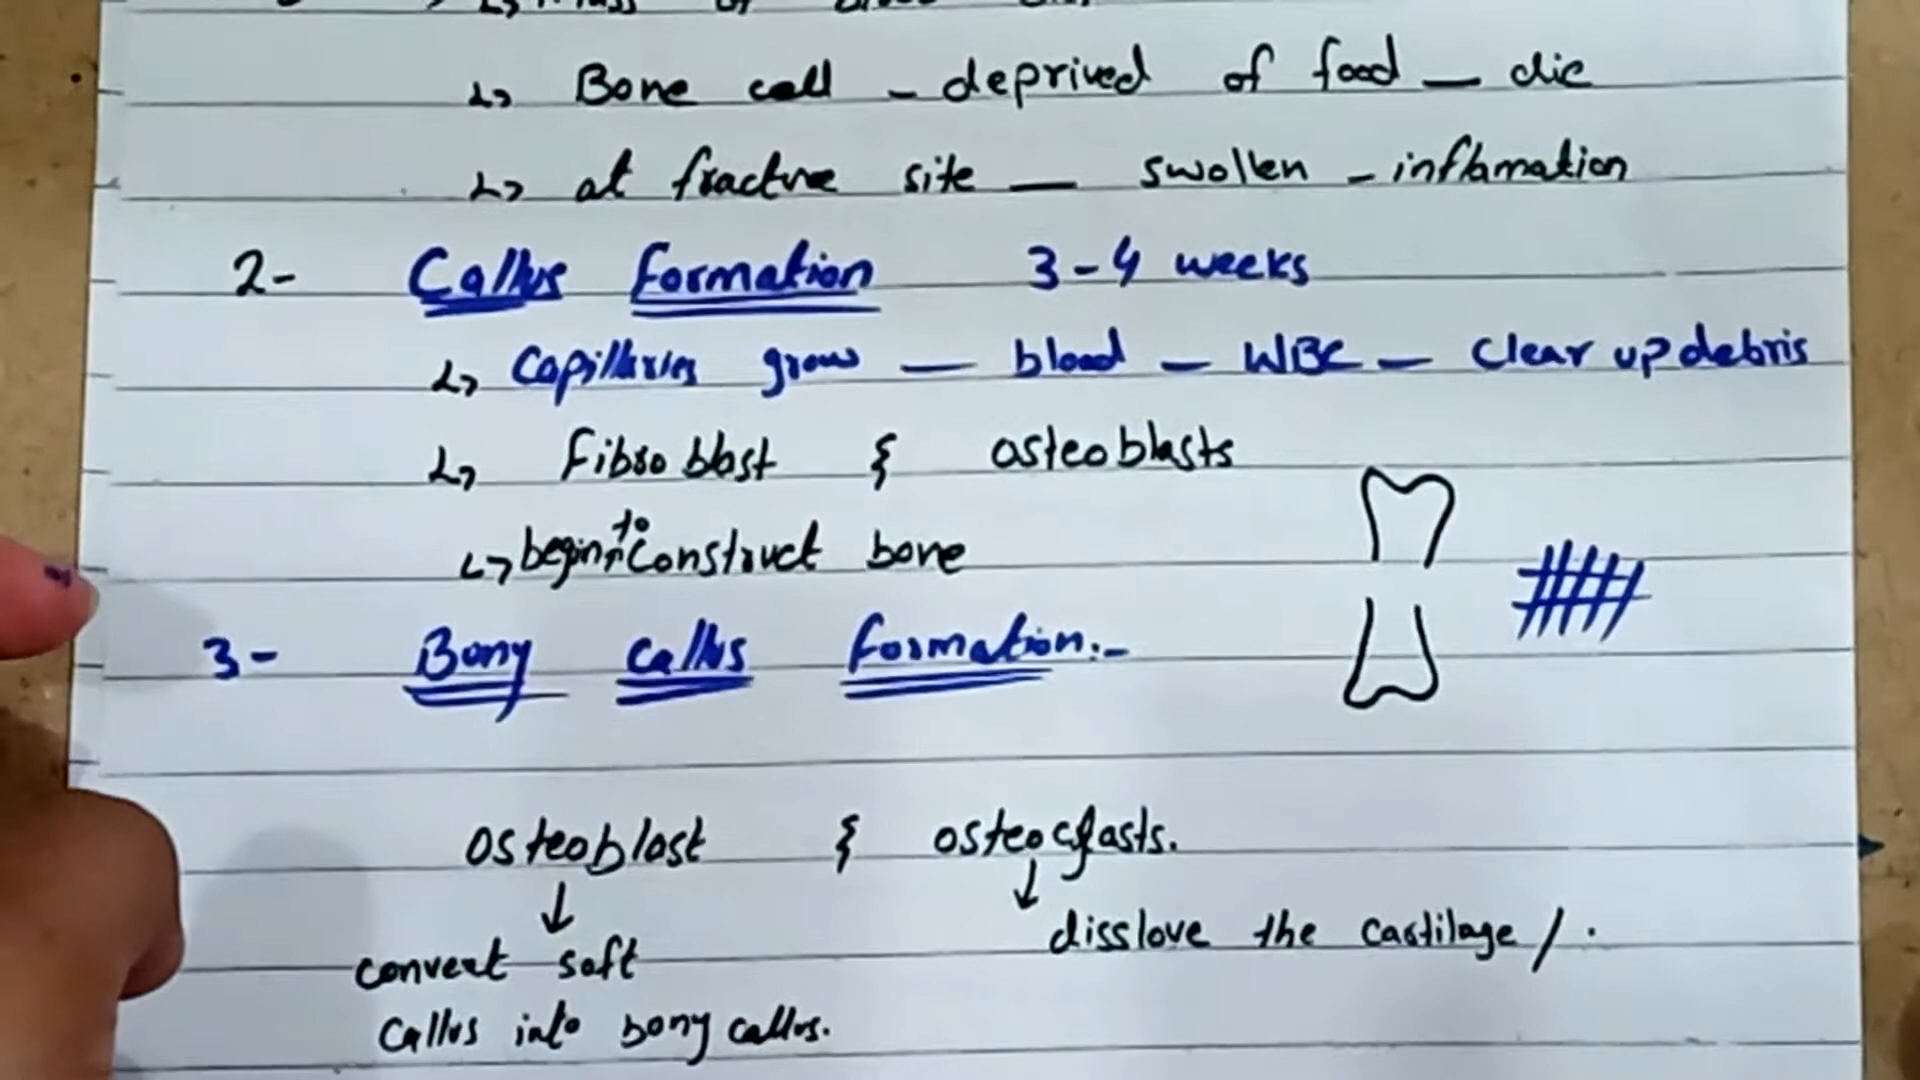 ↳ Bone cell - deprived of food - die
↳ at fracture site - swollen - inflamation
2- Callus Formation 3-4 weeks
↳ Capillaries grow - blood - WBC - Clear up debris
↳ Fibroblast & osteoblasts
↳ begin to Construct bone
3- Bony callus formation:-
osteoblast & osteoclasts.
↓ ↓
convert soft disslove the cartilage / .
Callus into bony callus.